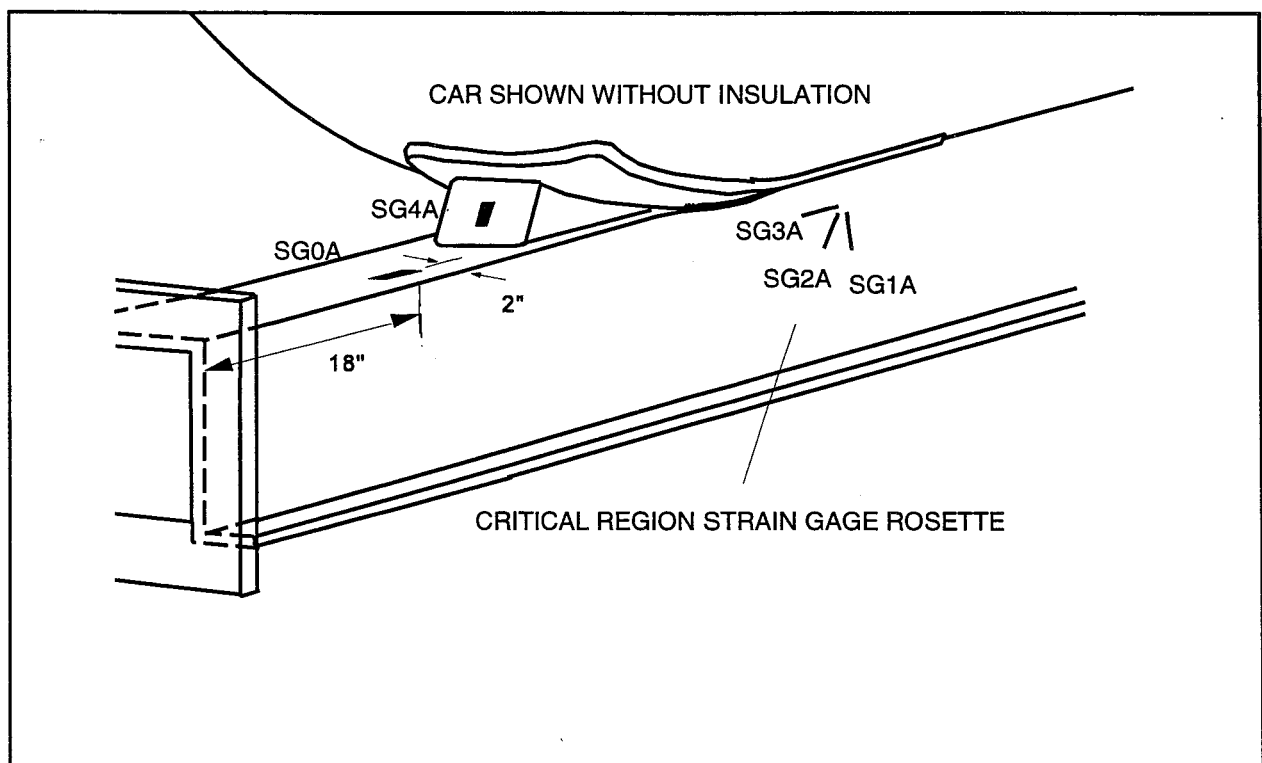 CAR SHOWN WITHOUT INSULATION
SG4A
SG0A
SG3A
SG2A SG1A
2"
18"
CRITICAL REGION STRAIN GAGE ROSETTE